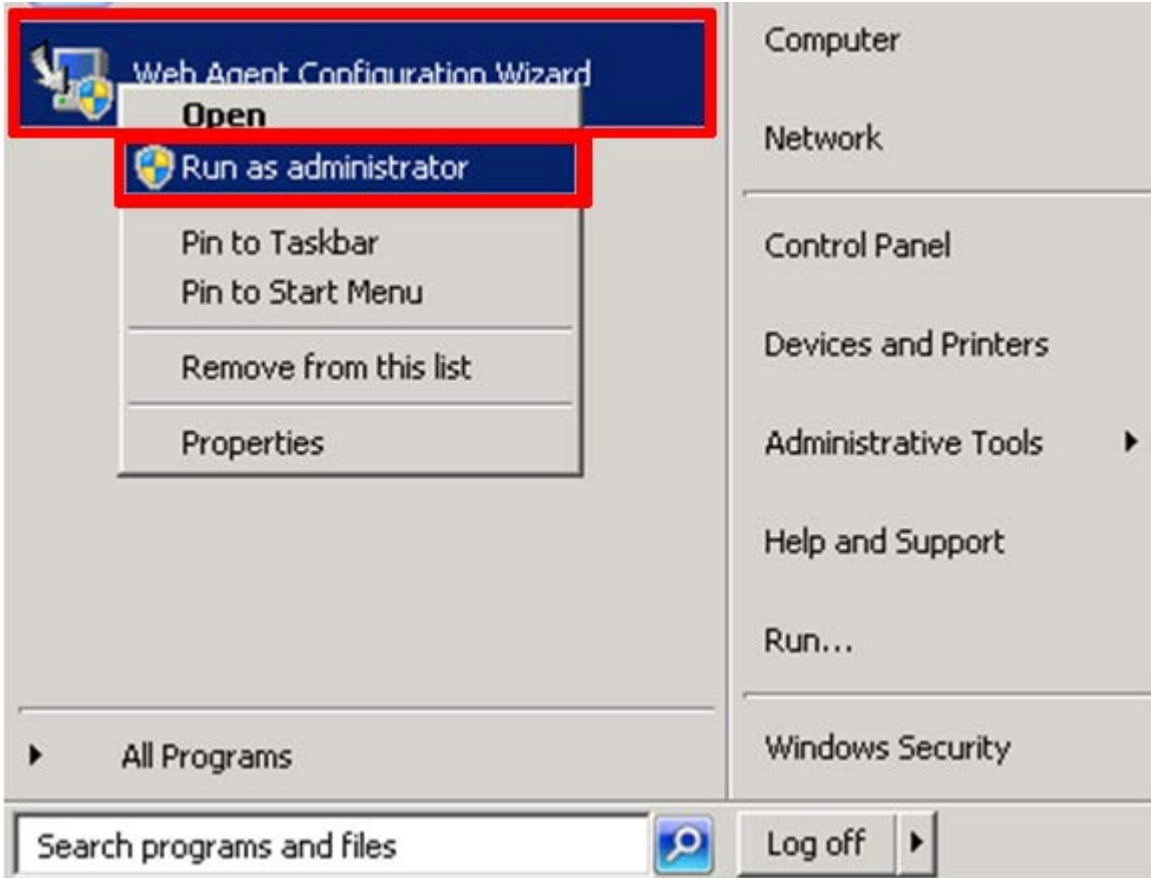 Web Agent Configuration Wizard
Open
Run as administrator
Pin to Taskbar
Pin to Start Menu
Remove from this list
Properties
All Programs
Search programs and files
Computer
Network
Control Panel
Devices and Printers
Administrative Tools
Help and Support
Run...
Windows Security
Log off